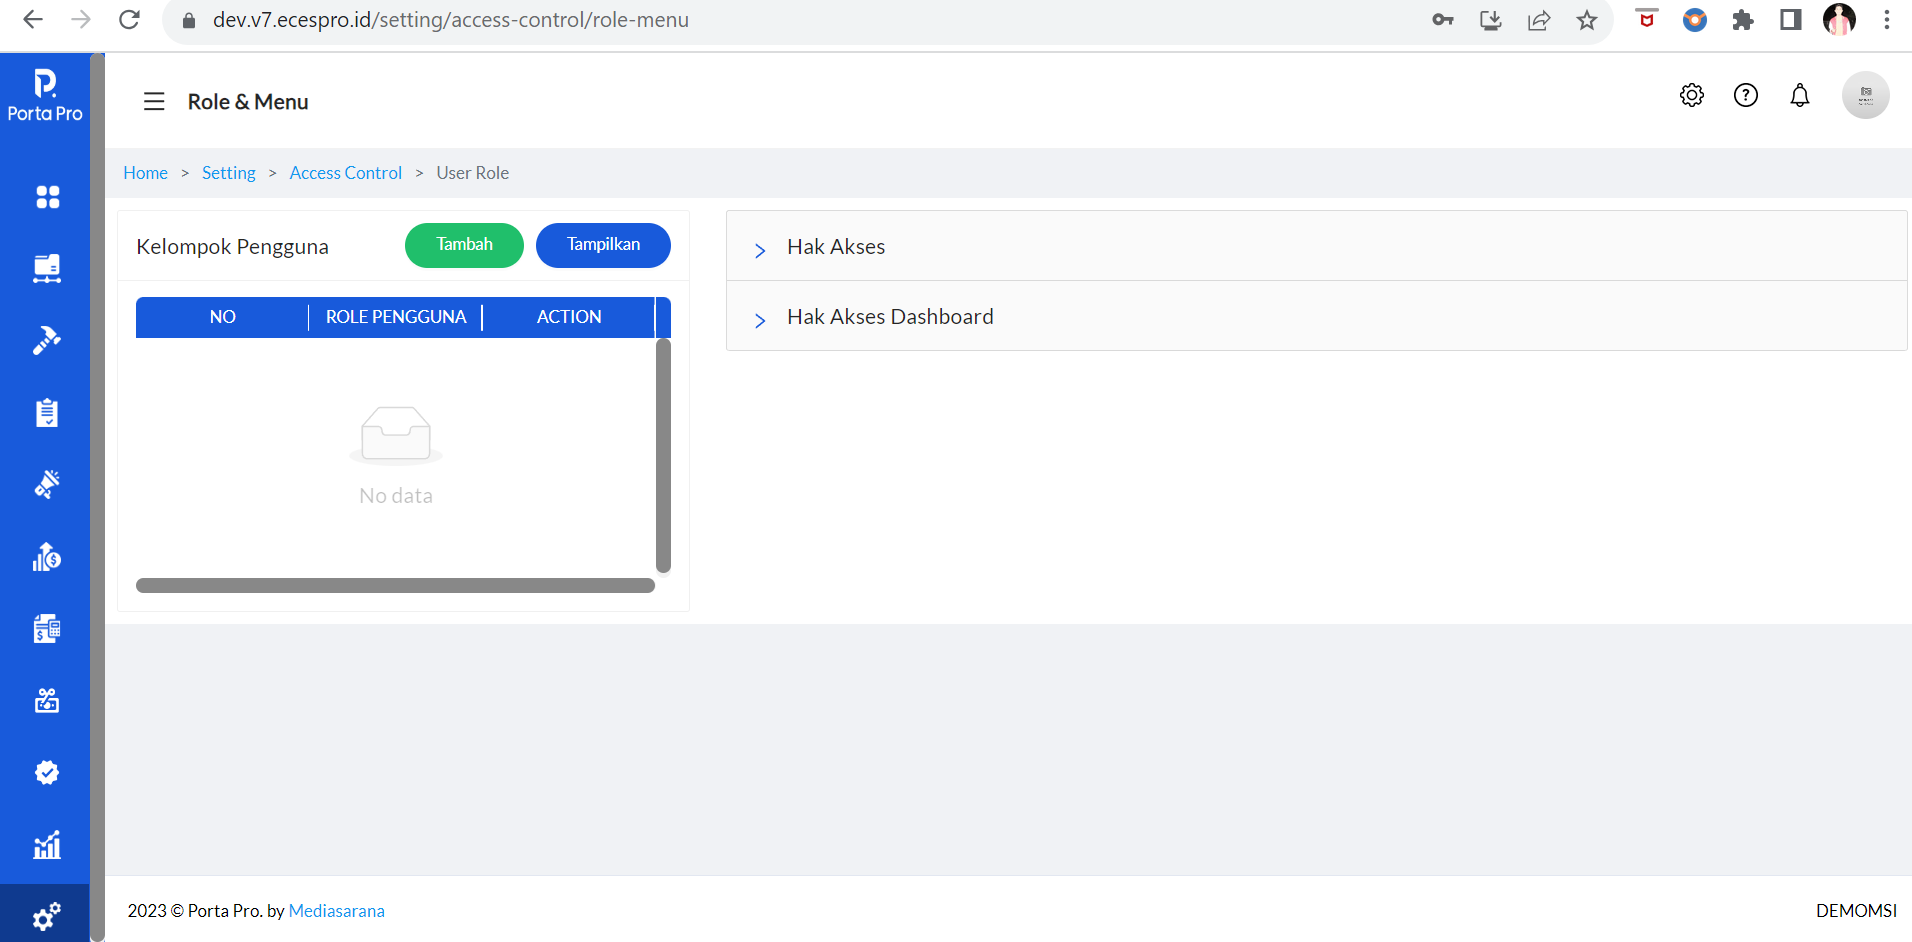 dev.v7.ecespro.id/setting/access-control/role-menu
Porta Pro
Role & Menu
Home > Setting > Access Control > User Role
Kelompok Pengguna
Tambah
Tampilkan
NO
ROLE PENGGUNA
ACTION
No data
Hak Akses
Hak Akses Dashboard
2023 © Porta Pro. by Mediasarana
DEMOMSI